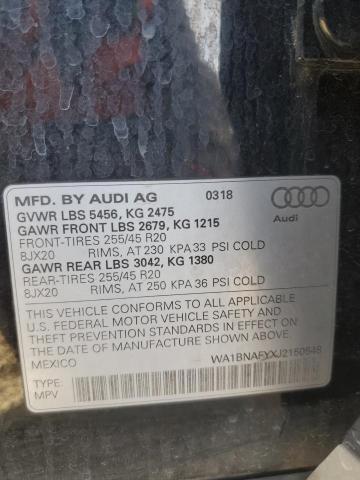 MFD. BY AUDI AG 0318
GVWR LBS 5456, KG 2475
GAWR FRONT LBS 2679, KG 1215
FRONT-TIRES 255/45 R20
8JX20 RIMS, AT 230 KPA 33 PSI COLD
GAWR REAR LBS 3042, KG 1380
REAR-TIRES 255/45 R20
8JX20 RIMS, AT 250 KPA 36 PSI COLD
Audi
THIS VEHICLE CONFORMS TO ALL APPLICABLE
U.S. FEDERAL MOTOR VEHICLE SAFETY AND
THEFT PREVENTION STANDARDS IN EFFECT ON
THE DATE OF MANUFACTURE SHOWN ABOVE.
MEXICO WA1BNAFYXJ2150548
TYPE:
MPV